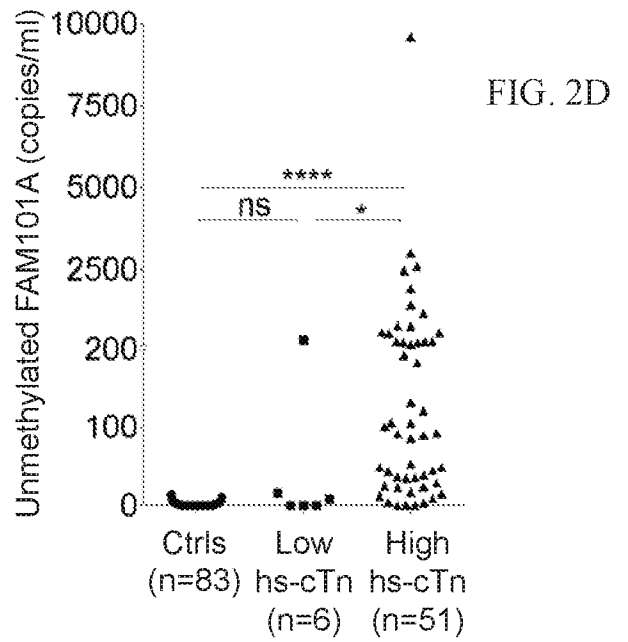 Unmethylated FAM101A (copies/ml)
10000
7500
5000
2500
200
100
0
FIG. 2D
****
ns
*
Ctrls
(n=83)
Low
hs-cTn
(n=6)
High
hs-cTn
(n=51)